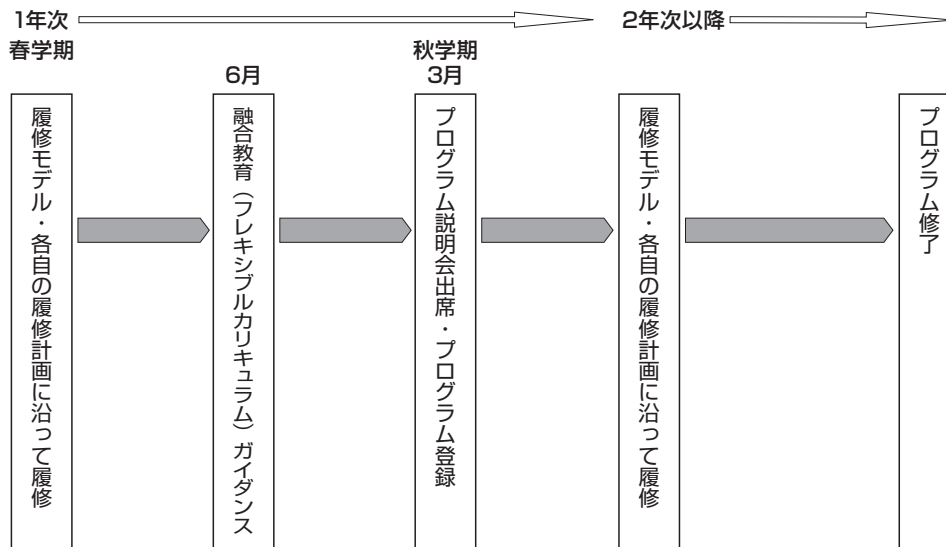 1年次
2年次以降
春学期
秋学期
6月
3月
履修モデル・各自の履修計画に沿って履修
融合教育（フレキシブルカリキュラム）ガイダンス
プログラム説明会出席・プログラム登録
履修モデル・各自の履修計画に沿って履修
プログラム修了